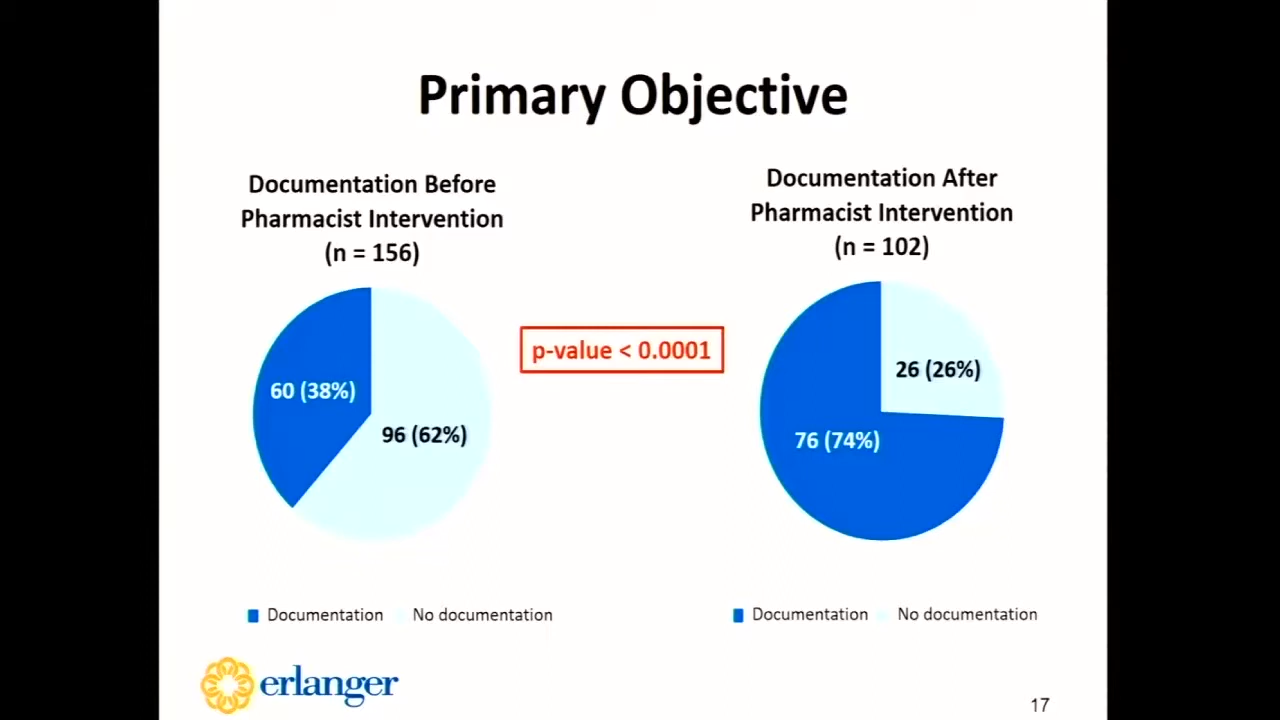 Primary Objective
Documentation Before
Pharmacist Intervention
(n = 156)
60 (38%)
96 (62%)
Documentation No documentation
p-value < 0.0001
Documentation After
Pharmacist Intervention
(n = 102)
26 (26%)
76 (74%)
Documentation No documentation
erlanger
17